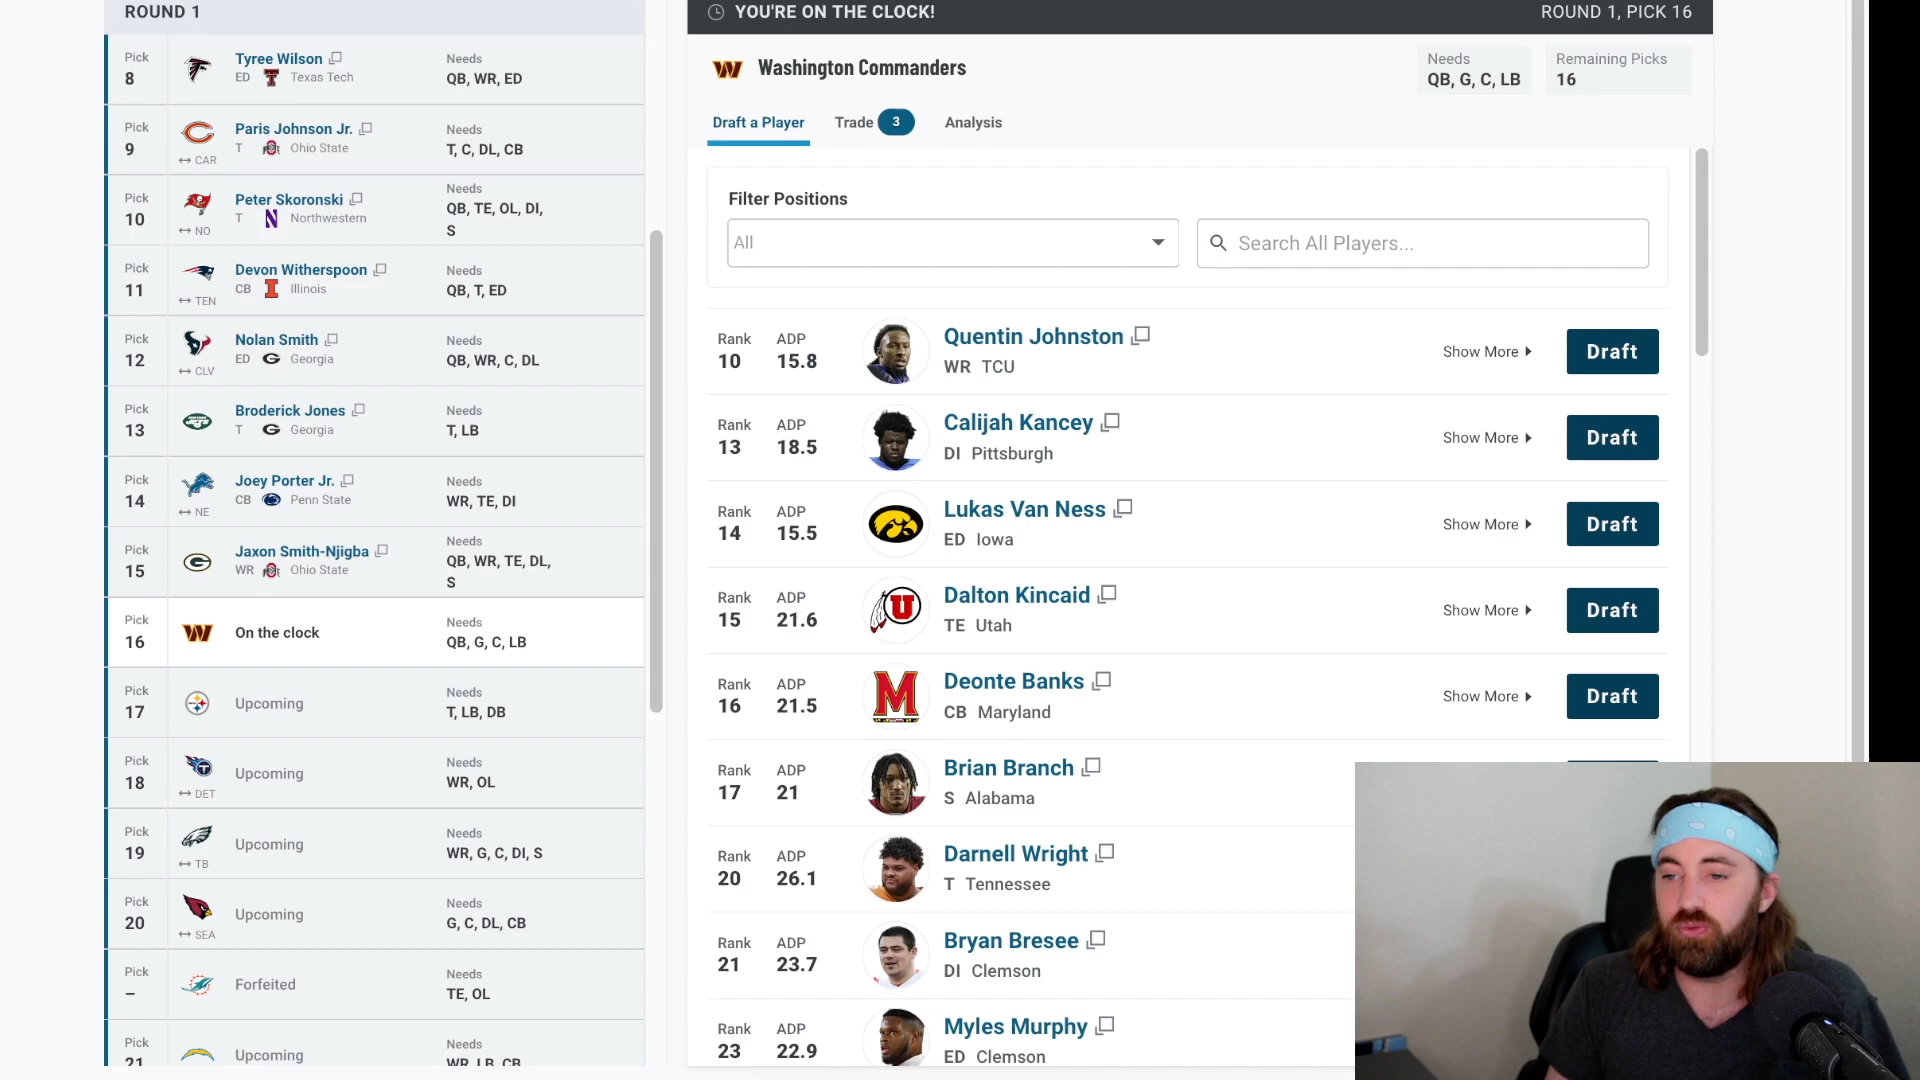 ROUND 1
Pick
8
Tyree Wilson
ED Texas Tech
Needs
QB, WR, ED
Pick
9
CAR
Paris Johnson Jr.
T Ohio State
Needs
T, C, DL, CB
Pick
10
NO
Peter Skoronski
T Northwestern
Needs
QB, TE, OL, DI,
S
Pick
11
TEN
Devon Witherspoon
CB Illinois
Needs
QB, T, ED
Pick
12
CLV
Nolan Smith
ED Georgia
Needs
QB, WR, C, DL
Pick
13
Broderick Jones
T Georgia
Needs
T, LB
Pick
14
NE
Joey Porter Jr.
CB Penn State
Needs
WR, TE, DI
Pick
15
Jaxon Smith-Njigba
WR Ohio State
Needs
QB, WR, TE, DL,
S
Pick
16
On the clock
Needs
QB, G, C, LB
Pick
17
Upcoming
Needs
T, LB, DB
Pick
18
DET
Upcoming
Needs
WR, OL
Pick
19
TB
Upcoming
Needs
WR, G, C, DI, S
Pick
20
SEA
Upcoming
Needs
G, C, DL, CB
Pick
–
Forfeited
Needs
TE, OL
Pick
21
Upcoming
Needs
WR, LB, CB
YOU'RE ON THE CLOCK!
ROUND 1, PICK 16
Washington Commanders
Needs
QB, G, C, LB
Remaining Picks
16
Draft a Player
Trade 3
Analysis
Filter Positions
All
Search All Players...
Rank ADP
10 15.8
Quentin Johnston
WR TCU
Show More
Draft
Rank ADP
13 18.5
Calijah Kancey
DI Pittsburgh
Show More
Draft
Rank ADP
14 15.5
Lukas Van Ness
ED Iowa
Show More
Draft
Rank ADP
15 21.6
Dalton Kincaid
TE Utah
Show More
Draft
Rank ADP
16 21.5
Deonte Banks
CB Maryland
Show More
Draft
Rank ADP
17 21
Brian Branch
S Alabama
Rank ADP
20 26.1
Darnell Wright
T Tennessee
Rank ADP
21 23.7
Bryan Bresee
DI Clemson
Rank ADP
23 22.9
Myles Murphy
ED Clemson